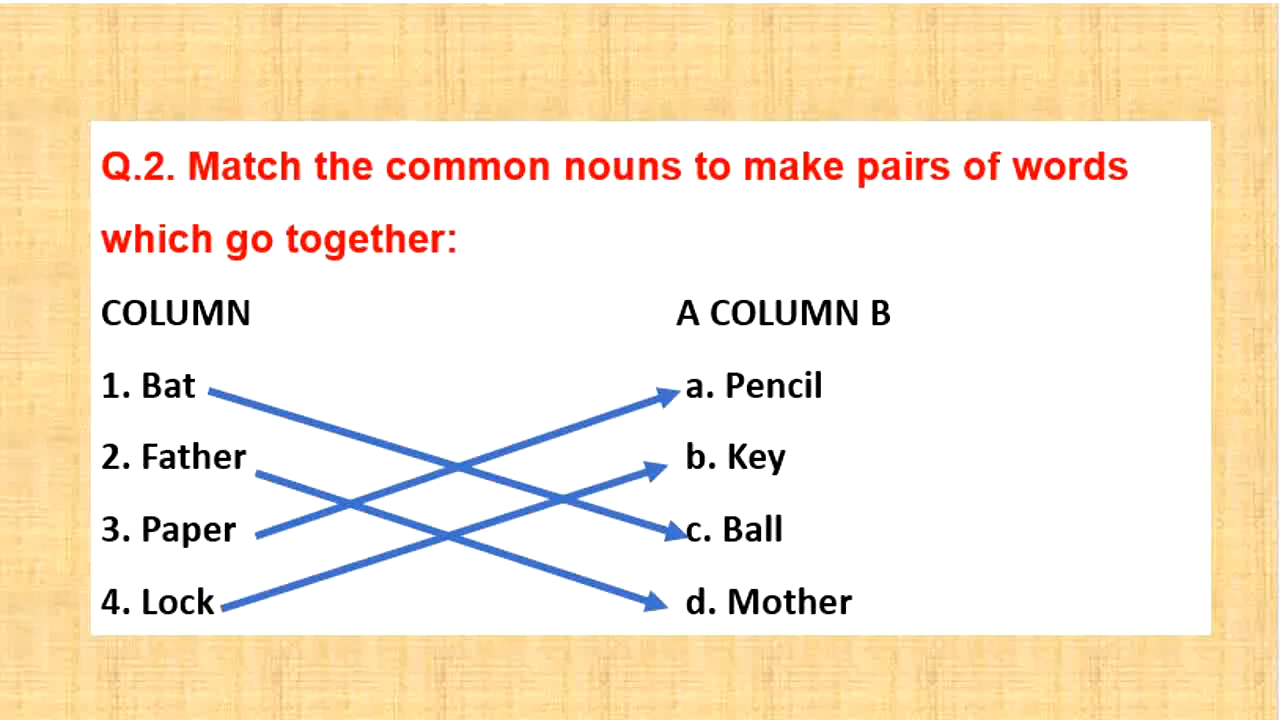 Q.2. Match the common nouns to make pairs of words
which go together:
COLUMN A COLUMN B
1. Bat a. Pencil
2. Father b. Key
3. Paper c. Ball
4. Lock d. Mother